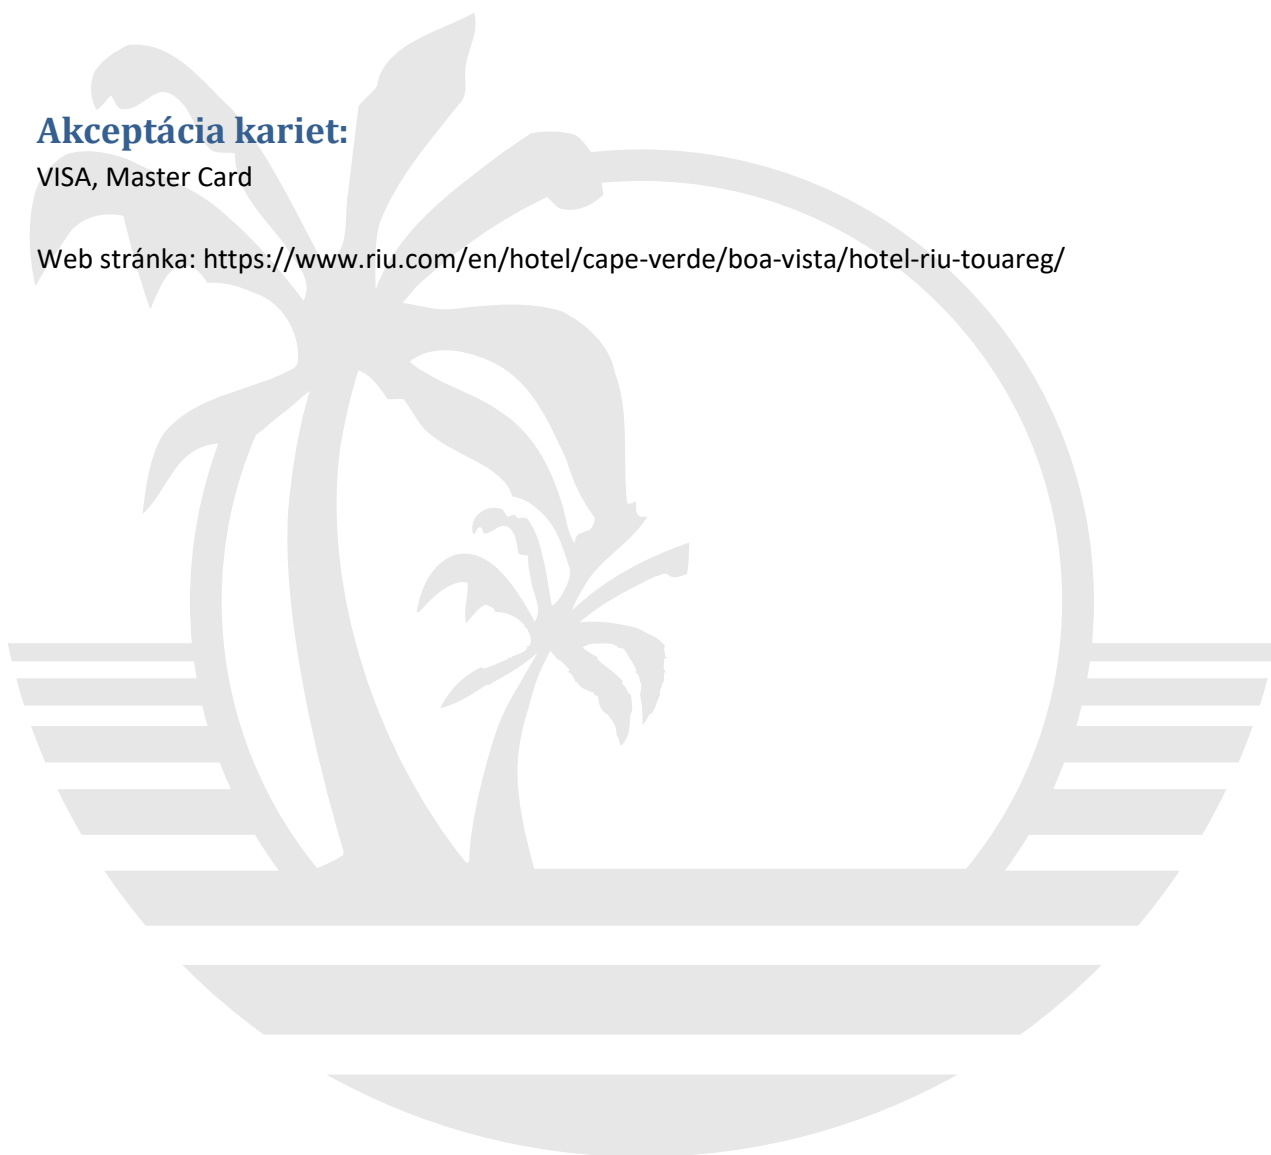 Akceptácia kariet:
VISA, Master Card
Web stránka: https://www.riu.com/en/hotel/cape-verde/boa-vista/hotel-riu-touareg/